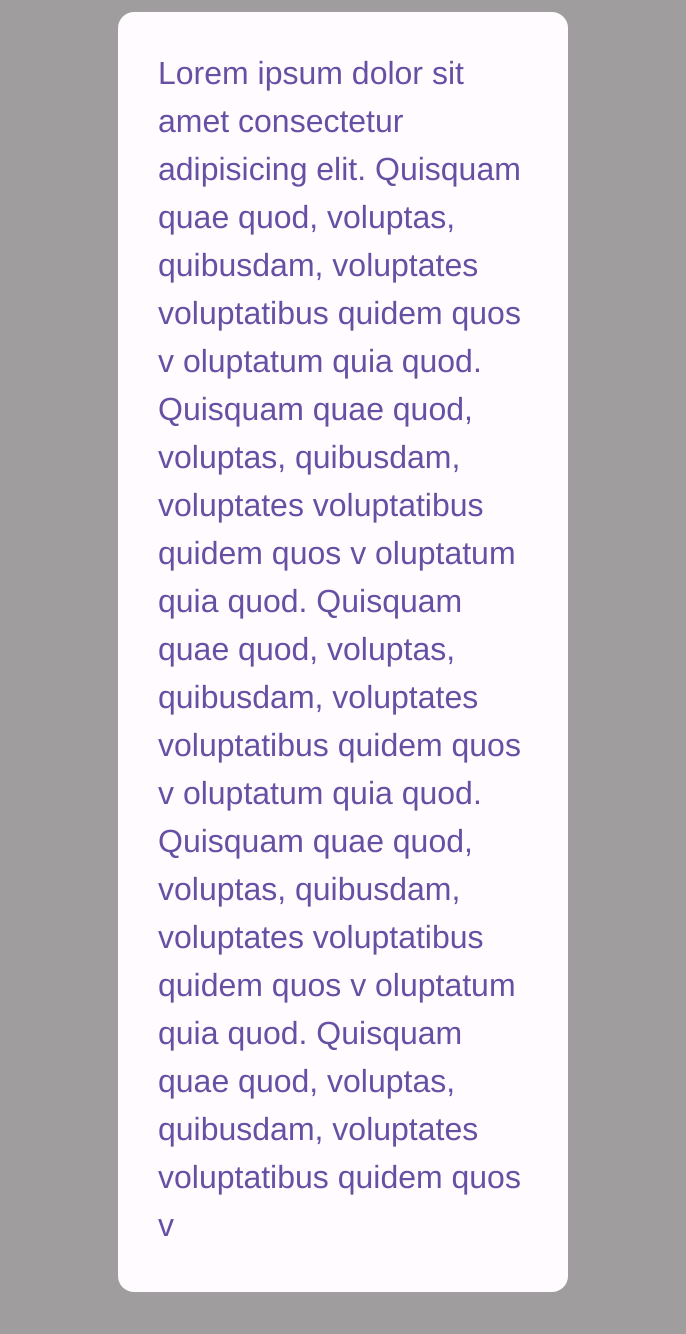 Lorem ipsum dolor sit
amet consectetur
adipisicing elit. Quisquam
quae quod, voluptas,
quibusdam, voluptates
voluptatibus quidem quos
v oluptatum quia quod.
Quisquam quae quod,
voluptas, quibusdam,
voluptates voluptatibus
quidem quos v oluptatum
quia quod. Quisquam
quae quod, voluptas,
quibusdam, voluptates
voluptatibus quidem quos
v oluptatum quia quod.
Quisquam quae quod,
voluptas, quibusdam,
voluptates voluptatibus
quidem quos v oluptatum
quia quod. Quisquam
quae quod, voluptas,
quibusdam, voluptates
voluptatibus quidem quos
v